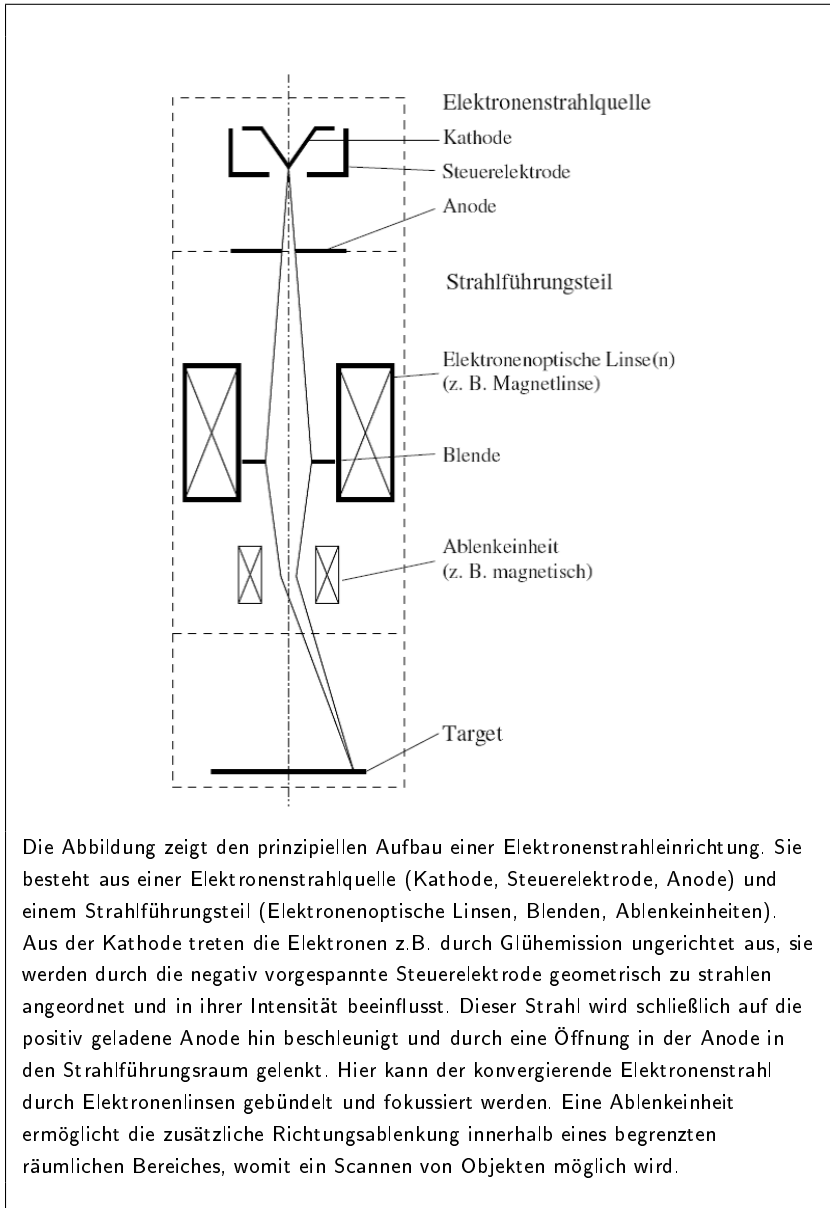 Elektronenstrahlquelle
Kathode
Steuerelektrode
Anode
Strahlführungsteil
Elektronenoptische Linse(n)
(z. B. Magnetlinse)
Blende
Ablenkeinheit
(z. B. magnetisch)
Target
Die Abbildung zeigt den prinzipiellen Aufbau einer Elektronenstrahleinrichtung. Sie
besteht aus einer Elektronenstrahlquelle (Kathode, Steuerelektrode, Anode) und
einem Strahlführungsteil (Elektronenoptische Linsen, Blenden, Ablenkeinheiten).
Aus der Kathode treten die Elektronen z.B. durch Glühemission ungerichtet aus, sie
werden durch die negativ vorgespannte Steuerelektrode geometrisch zu strahlen
angeordnet und in ihrer Intensität beeinflusst. Dieser Strahl wird schließlich auf die
positiv geladene Anode hin beschleunigt und durch eine Öffnung in der Anode in
den Strahlführungsraum gelenkt. Hier kann der konvergierende Elektronenstrahl
durch Elektronenlinsen gebündelt und fokussiert werden. Eine Ablenkeinheit
ermöglicht die zusätzliche Richtungsablenkung innerhalb eines begrenzten
räumlichen Bereiches, womit ein Scannen von Objekten möglich wird.